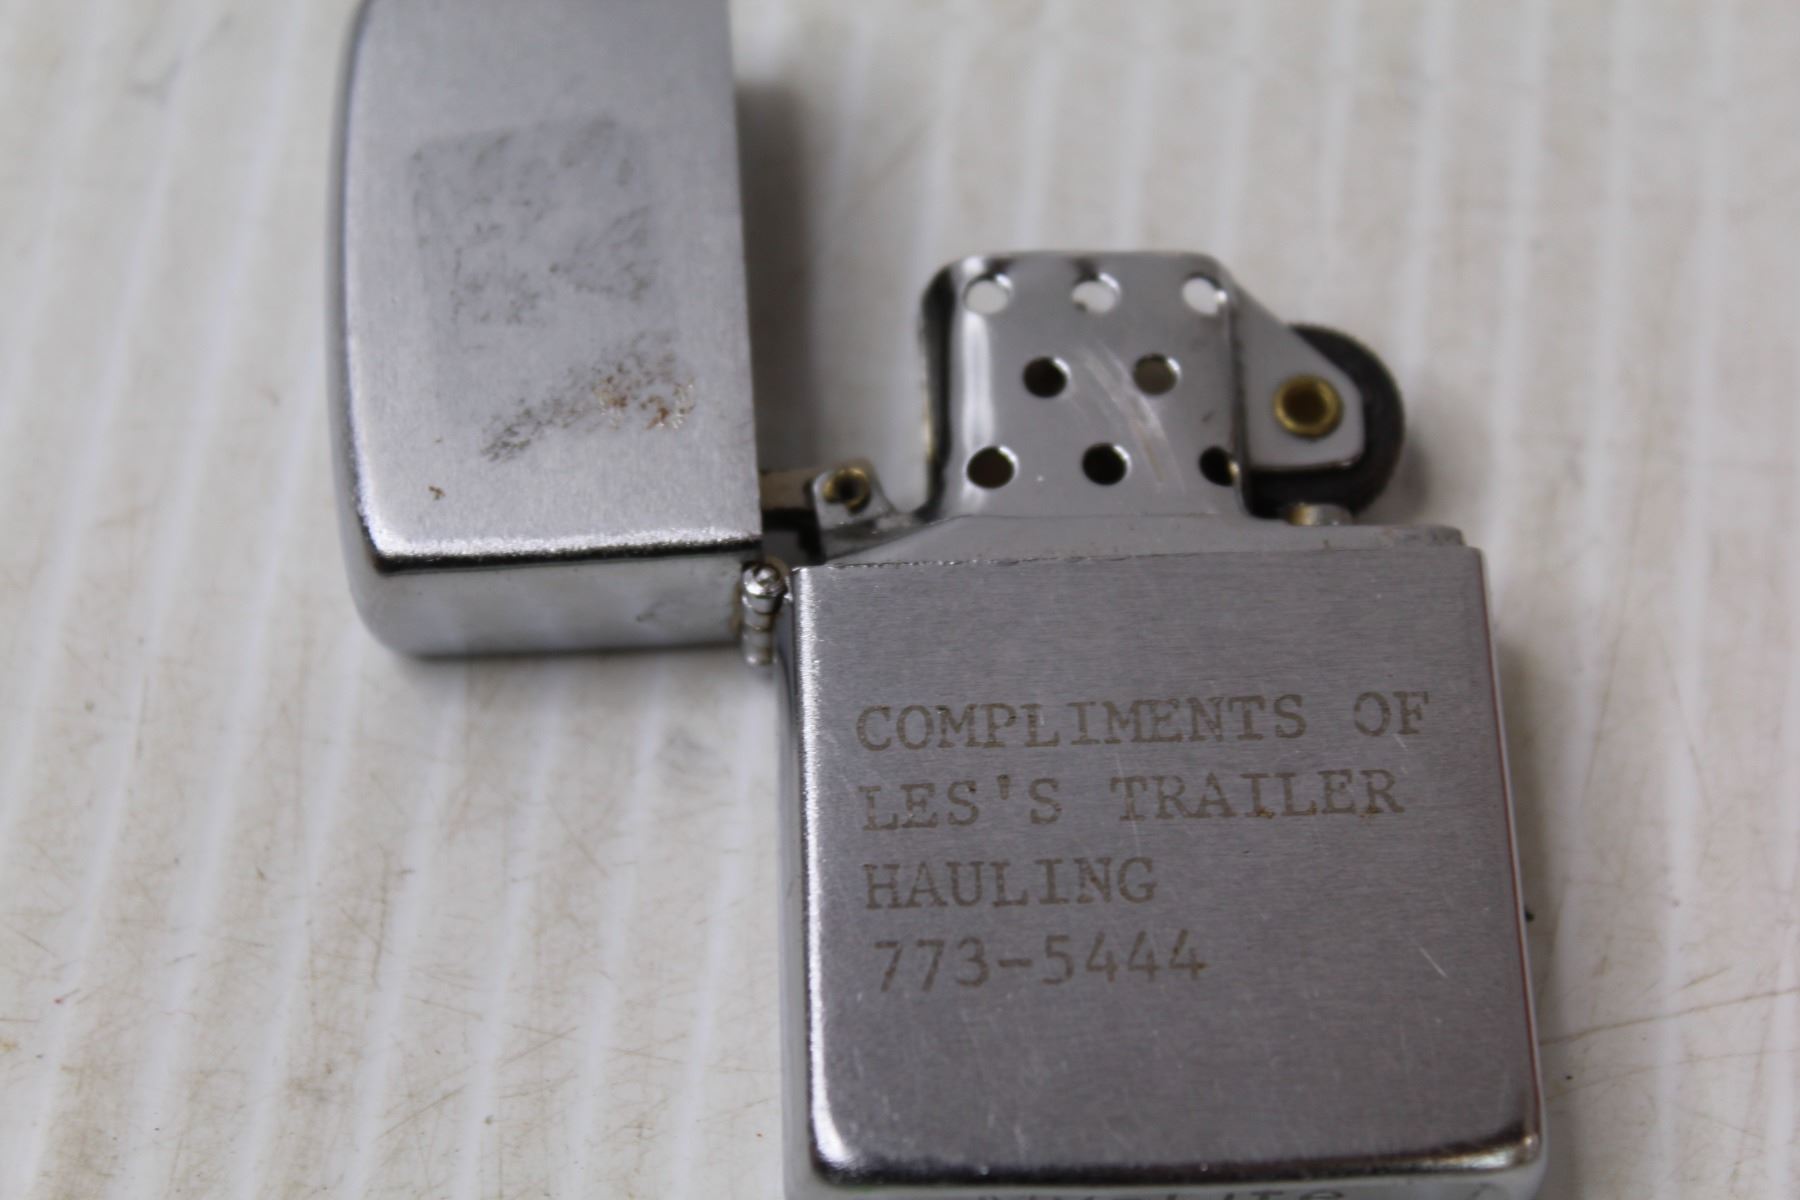 COMPLIMENTS OF
LES'S TRAILER
HAULING
773-5444